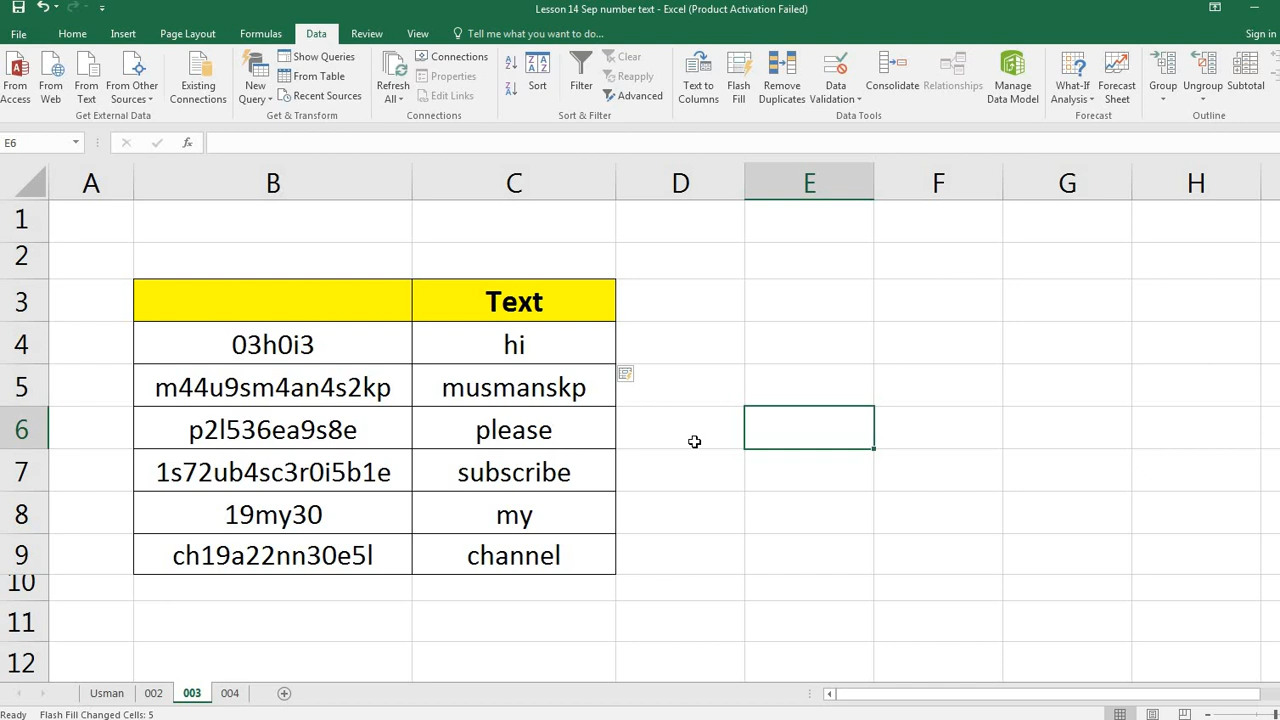 Lesson 14 Sep number text - Excel (Product Activation Failed)
File Home Insert Page Layout Formulas Data Review View Tell me what you want to do... Sign in
From Access
From Web
From Text
From Other Sources
Existing Connections
Get External Data
New Query
Show Queries
From Table
Recent Sources
Get & Transform
Refresh All
Connections
Properties
Edit Links
Connections
Sort
Filter
Clear
Reapply
Advanced
Sort & Filter
Text to Columns
Flash Fill
Remove Duplicates
Data Validation
Consolidate
Relationships
Manage Data Model
Data Tools
What-If Analysis
Forecast Sheet
Forecast
Group
Ungroup
Subtotal
Outline
E6 fx
A B C D E F G H
1
2
3 Text
4 03h0i3 hi
5 m44u9sm4an4s2kp musmanskp
6 p2l536ea9s8e please
7 1s72ub4sc3r0i5b1e subscribe
8 19my30 my
9 ch19a22nn30e5l channel
10
11
12
Usman 002 003 004
Ready Flash Fill Changed Cells: 5